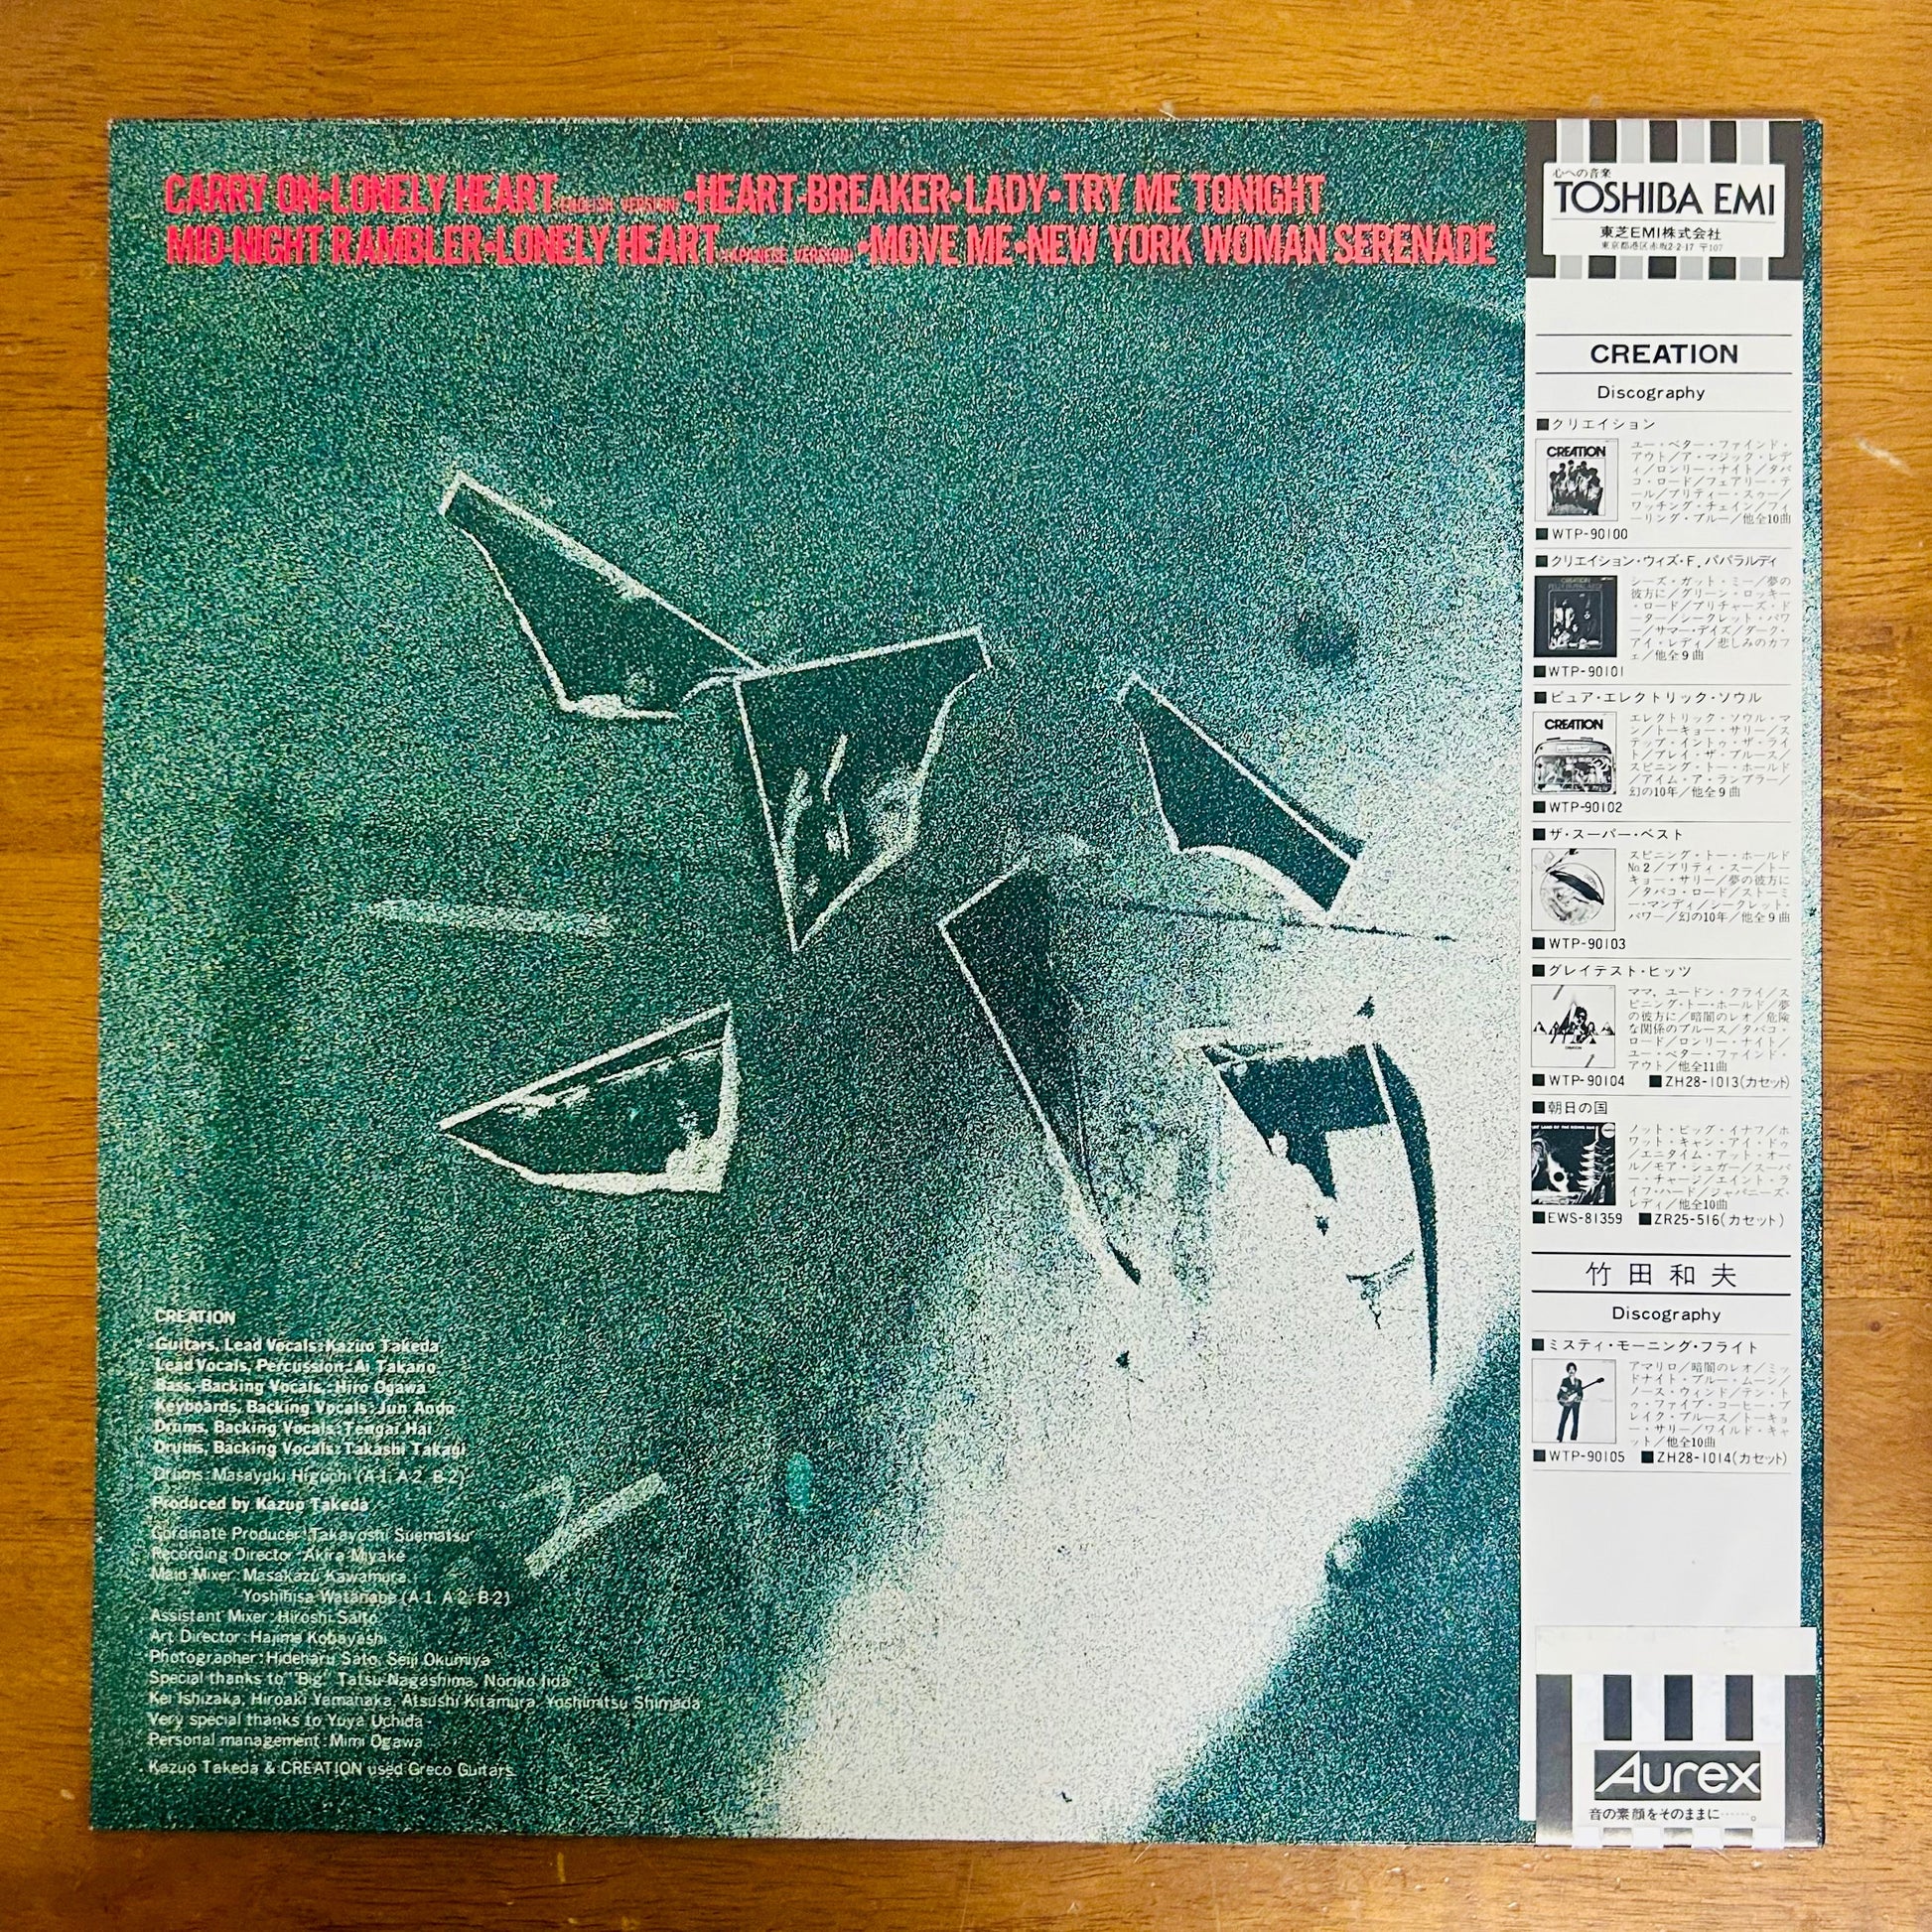 CARRY ON•LONELY HEART (ENGLISH VERSION)•HEART-BREAKER•LADY•TRY ME TONIGHT
MID-NIGHT RAMBLER•LONELY HEART (JAPANESE VERSION)•MOVE ME•NEW YORK WOMAN SERENADE
CREATION
Guitars, Lead Vocals:Kazuo Takeda
Lead Vocals, Percussion:Ai Takano
Bass, Backing Vocals,:Hiro Ogawa
Keyboards, Backing Vocals:Jun Ando
Drums, Backing Vocals:Tengai Hai
Drums, Backing Vocals:Takashi Takagi
Drums:Masayuki Higuchi (A-1, A-2, B-2)
Produced by Kazuo Takeda
Cordinate Producer:Takayoshi Suematsu
Recording Director:Akira Miyake
Main Mixer:Masakazu Kawamura,
Yoshihisa Watanabe (A-1, A-2, B-2)
Assistant Mixer:Hiroshi Saito
Art Director:Hajime Kobayashi
Photographer:Hideharu Sato, Seiji Okumiya
Special thanks to "Big" Tatsu Nagashima, Noriko Iida
Kei Ishizaka, Hiroaki Yamanaka, Atsushi Kitamura, Yoshimitsu Shimada
Very special thanks to Yuya Uchida
Personal management:Mimi Ogawa
Kazuo Takeda & CREATION used Greco Guitars.
心への音楽
TOSHIBA EMI
東芝EMI株式会社
東京都港区赤坂2-2-17 〒107
CREATION
Discography
■クリエイション
CREATION
ユー・ベター・ファインド・
アウト／ア・マジック・レデ
ィ／ロンリー・ナイト／タバ
コ・ロード／フェアリー・テ
ール／プリティー・スゥー／
ワッチング・チェイン／フィ
ーリング・ブルー／他全10曲
■WTP-90100
■クリエイション・ウィズ・F.パパラルディ
シーズ・ガット・ミー／夢の
彼方に／グリーン・ロッキー
・ロード／プリチャーズ・ド
ーター／シークレット・パワ
ー／サマー・デイズ／ダーク・
アイ・レディ／悲しみのカフ
ェ／他全9曲
■WTP-90101
■ピュア・エレクトリック・ソウル
CREATION
エレクトリック・ソウル・マ
ン／トーキョー・サリー／ス
テップ・イントゥ・ザ・ライ
ト／プレイ・ザ・ブルース／
スピニング・トー・ホールド
／アイム・ア・ランブラー／
幻の10年／他全9曲
■WTP-90102
■ザ・スーパー・ベスト
スピニング・トー・ホールド
No.2／プリティ・スー／トー
キョー・サリー／夢の彼方に
／タバコ・ロード／ストーミ
ー・マンディ／シークレット・
パワー／幻の10年／他全9曲
■WTP-90103
■グレイテスト・ヒッツ
ママ、ユードン・クライ／ス
ピニング・トー・ホールド／夢
の彼方に／暗闇のレオ／危険
な関係のブルース／タバコ・
ロード／ロンリー・ナイト／
ユー・ベター・ファインド・
アウト／他全11曲
■WTP-90104 ■ZH28-1013(カセット)
■朝日の国
ノット・ビッグ・イナフ／ホ
ワット・キャン・アイ・ドゥ
／エニタイム・アット・オー
ル／モア・シュガー／スーパ
ー・チャージ／エイント・ラ
イフ・ハード／ジャパニーズ・
レディ／他全10曲
■EWS-81359 ■ZR25-516(カセット)
竹田和夫
Discography
■ミスティ・モーニング・フライト
アマリロ／暗闇のレオ／ミッ
ドナイト・ブルー・ムーン／
ノース・ウィンド／テン・ト
ゥ・ファイブ・コーヒー・ブ
レイク・ブルース／トーキョ
ー・サリー／ワイルド・キャ
ット／他全10曲
■WTP-90105 ■ZH28-1014(カセット)
Aurex
音の素顔をそのままに……。